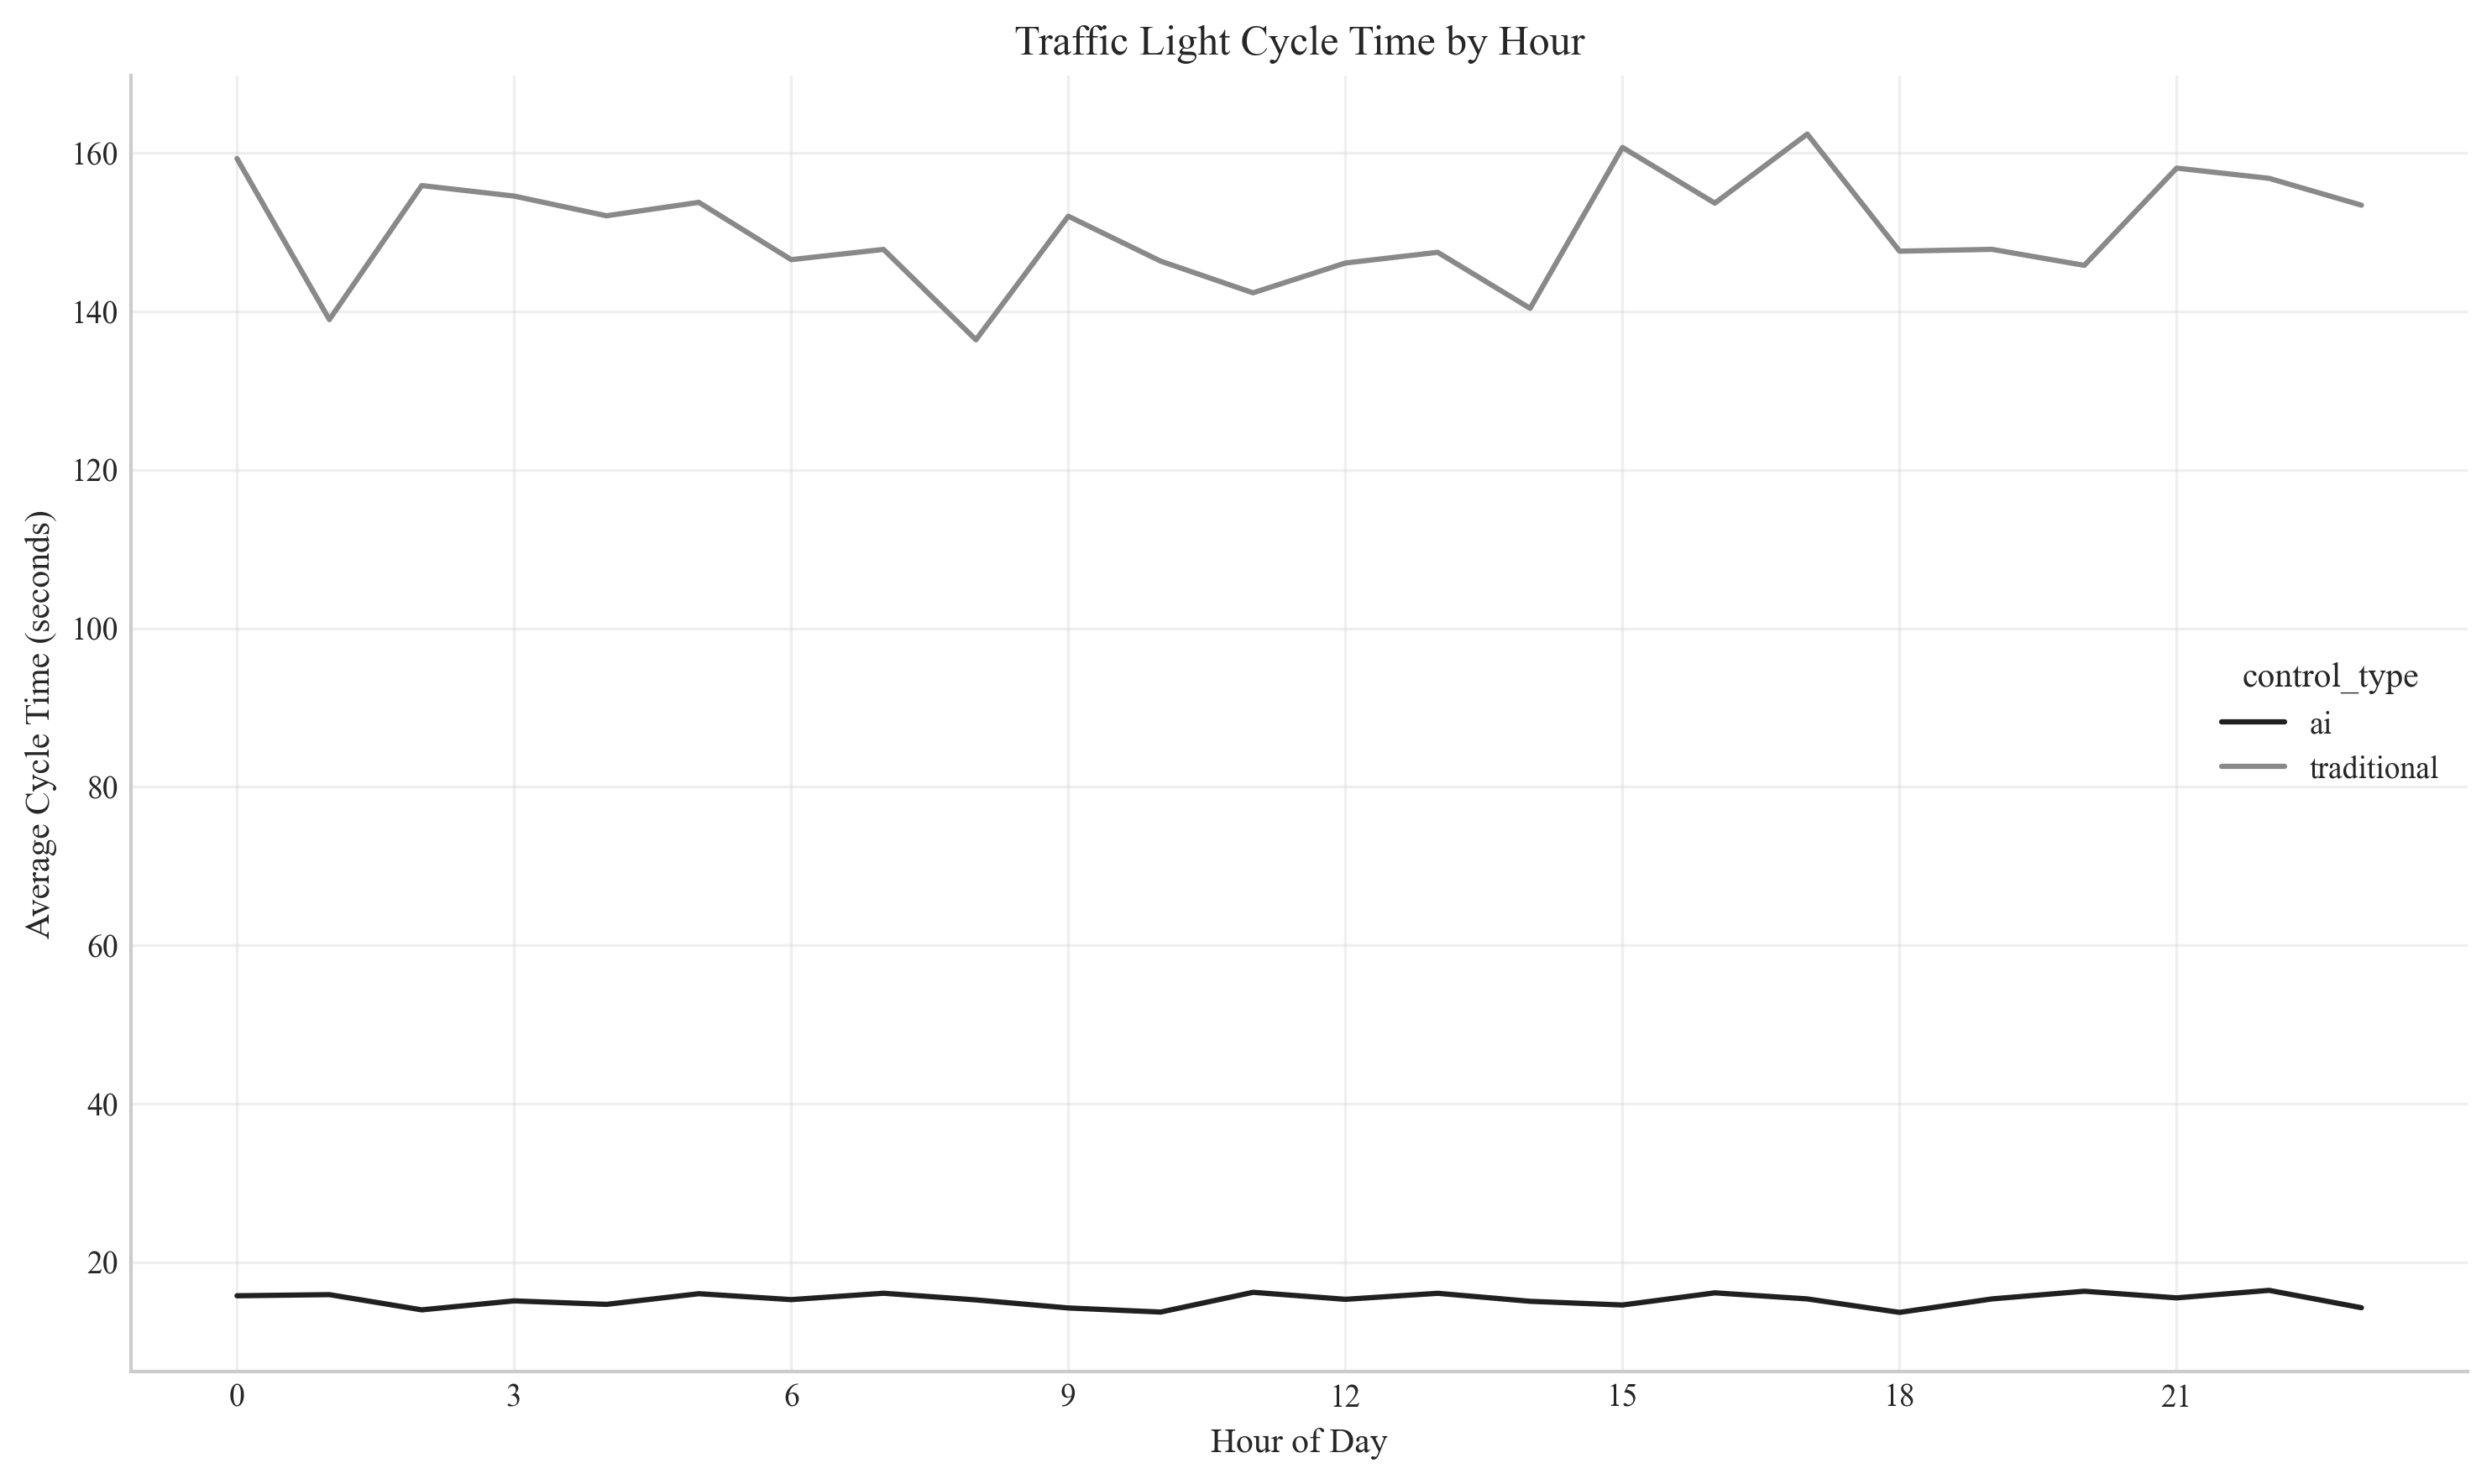 Traffic Light Cycle Time by Hour
Average Cycle Time (seconds)
160
140
120
100
80
60
40
20
control_type
ai
traditional
0 3 6 9 12 15 18 21
Hour of Day